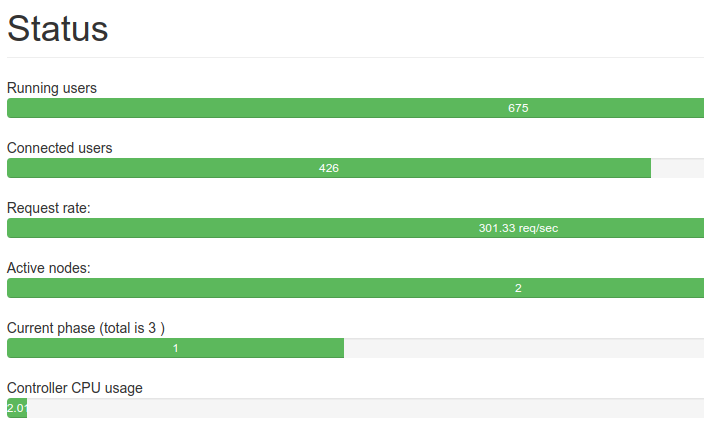 Status
Running users
675
Connected users
426
Request rate:
301.33 req/sec
Active nodes:
2
Current phase (total is 3 )
1
Controller CPU usage
2.01